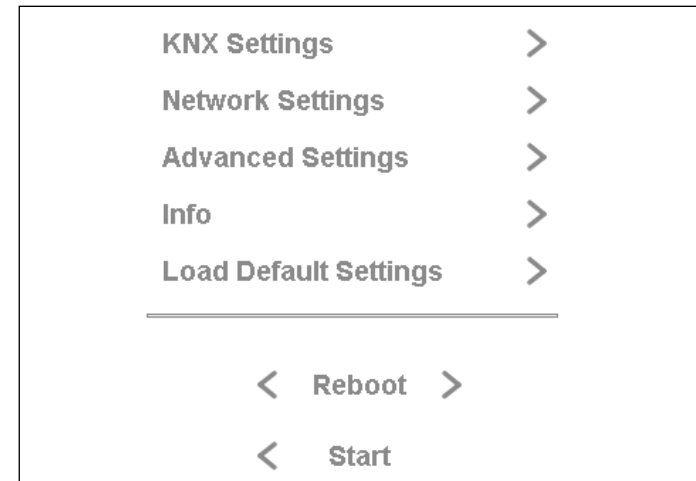 KNX Settings >
Network Settings >
Advanced Settings >
Info >
Load Default Settings >
< Reboot >
< Start